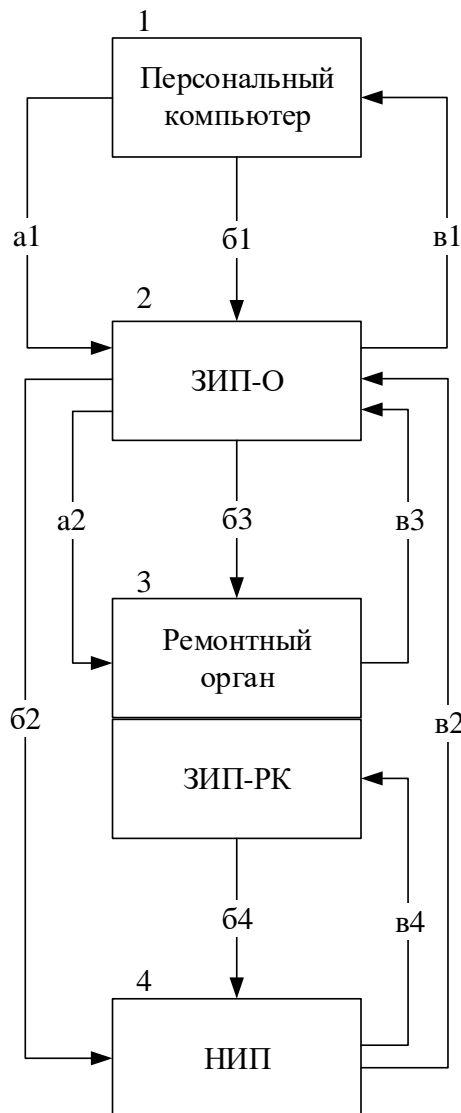 1
Персональный
компьютер
а1
б1
в1
2
ЗИП-О
а2
б3
в3
3
Ремонтный
орган
б2
в2
ЗИП-РК
б4
в4
4
НИП